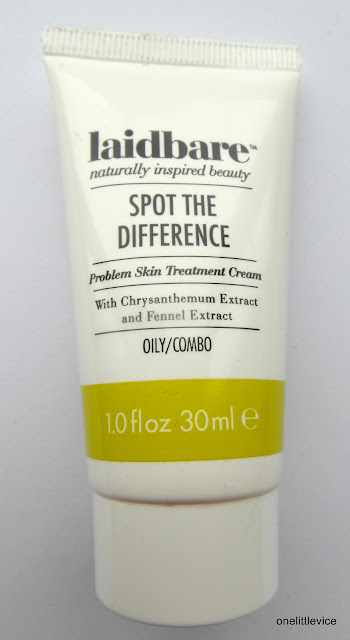 laidbare™
naturally inspired beauty
SPOT THE
DIFFERENCE
Problem Skin Treatment Cream
With Chrysanthemum Extract
and Fennel Extract
OILY/COMBO
1.0 fl oz 30ml ℮
onelittlevice